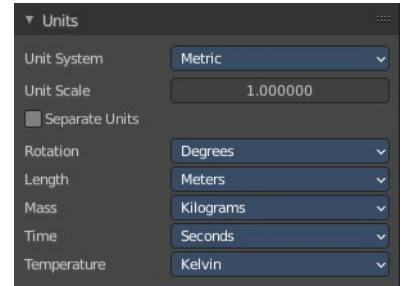 Units
Unit System Metric
Unit Scale 1.000000
Separate Units
Rotation Degrees
Length Meters
Mass Kilograms
Time Seconds
Temperature Kelvin